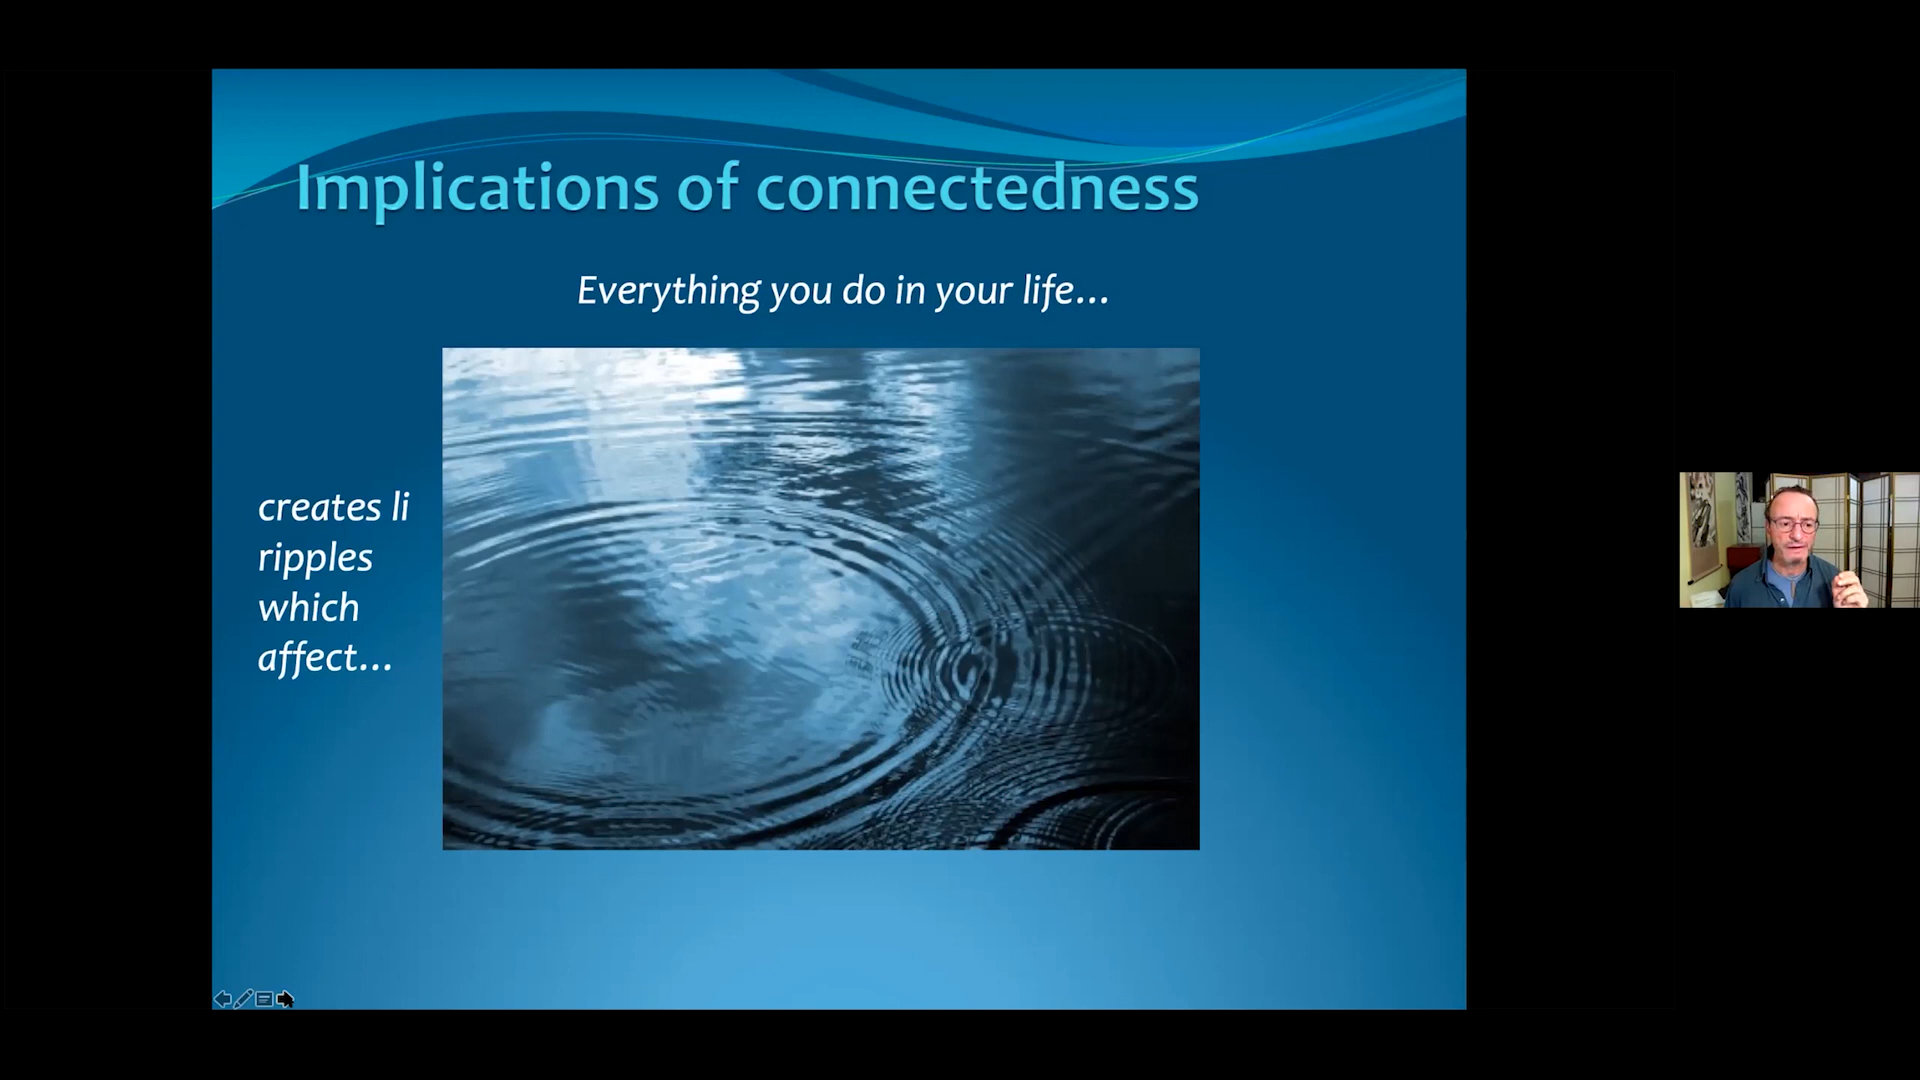 Implications of connectedness
Everything you do in your life...
creates li
ripples
which
affect...